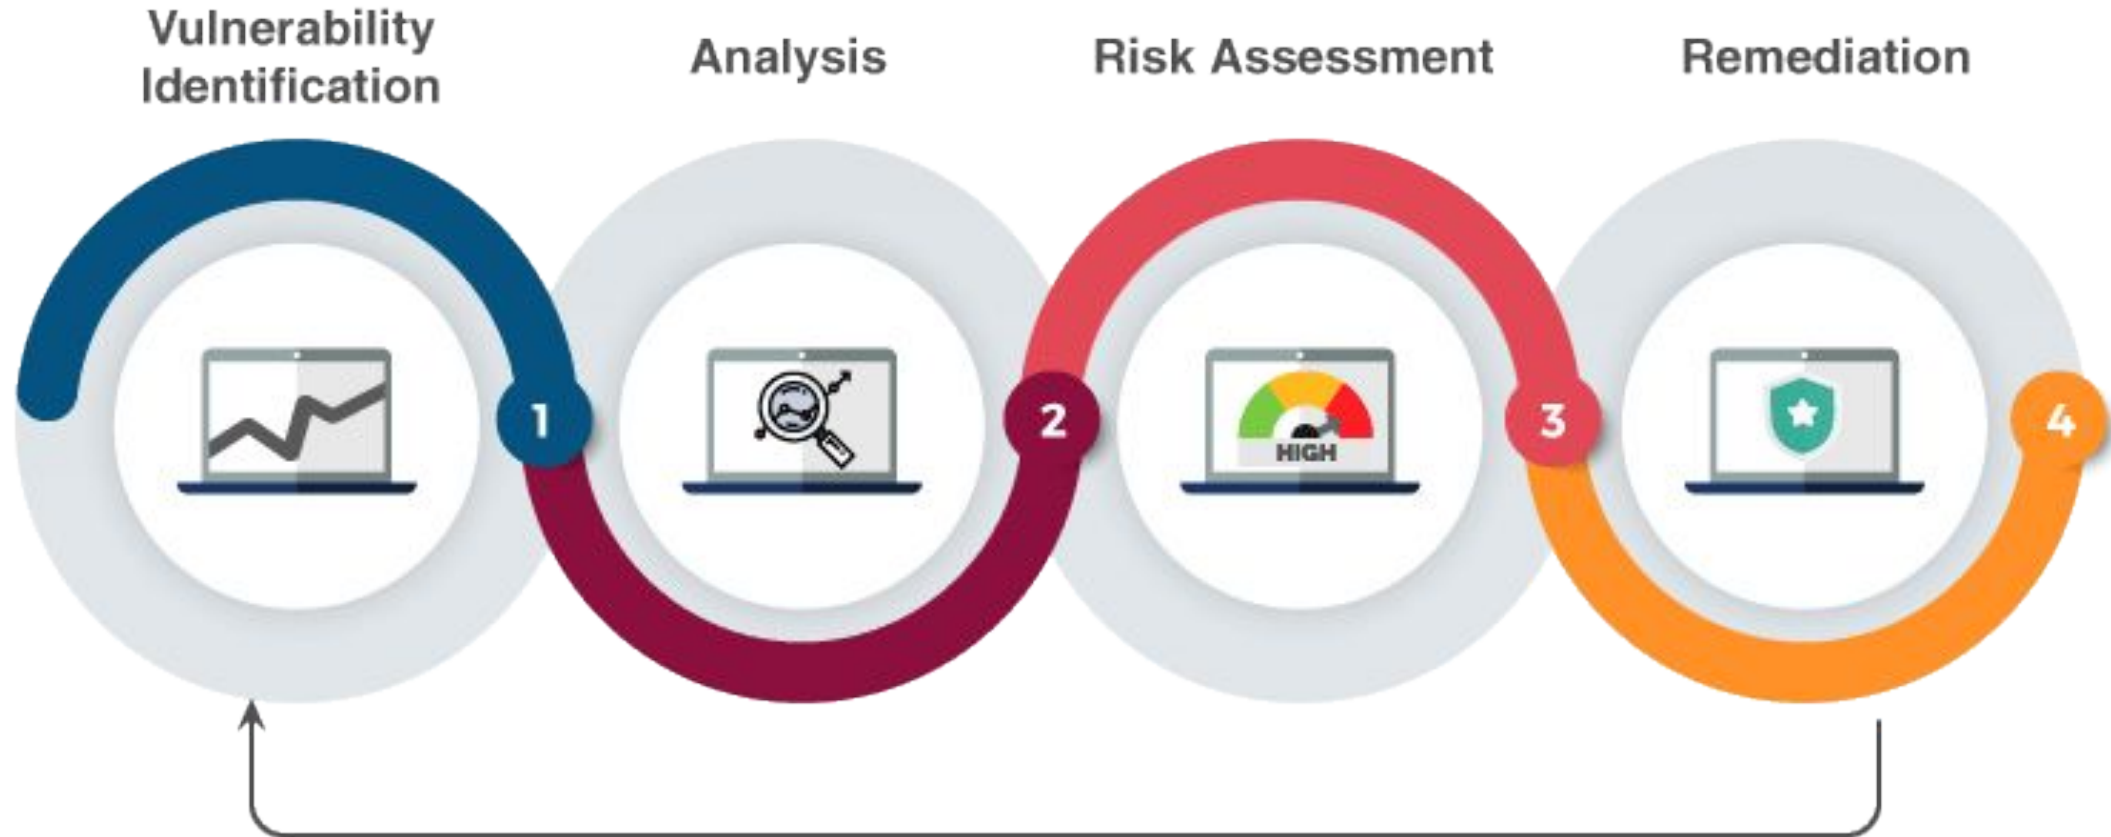 Vulnerability
Identification
Analysis
Risk Assessment
Remediation
1
2
HIGH
3
4